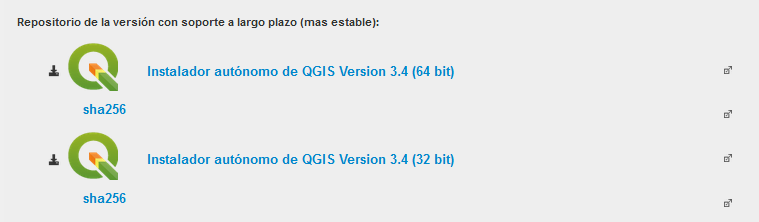 Repositorio de la versión con soporte a largo plazo (mas estable):
Instalador autónomo de QGIS Version 3.4 (64 bit)
sha256
Instalador autónomo de QGIS Version 3.4 (32 bit)
sha256